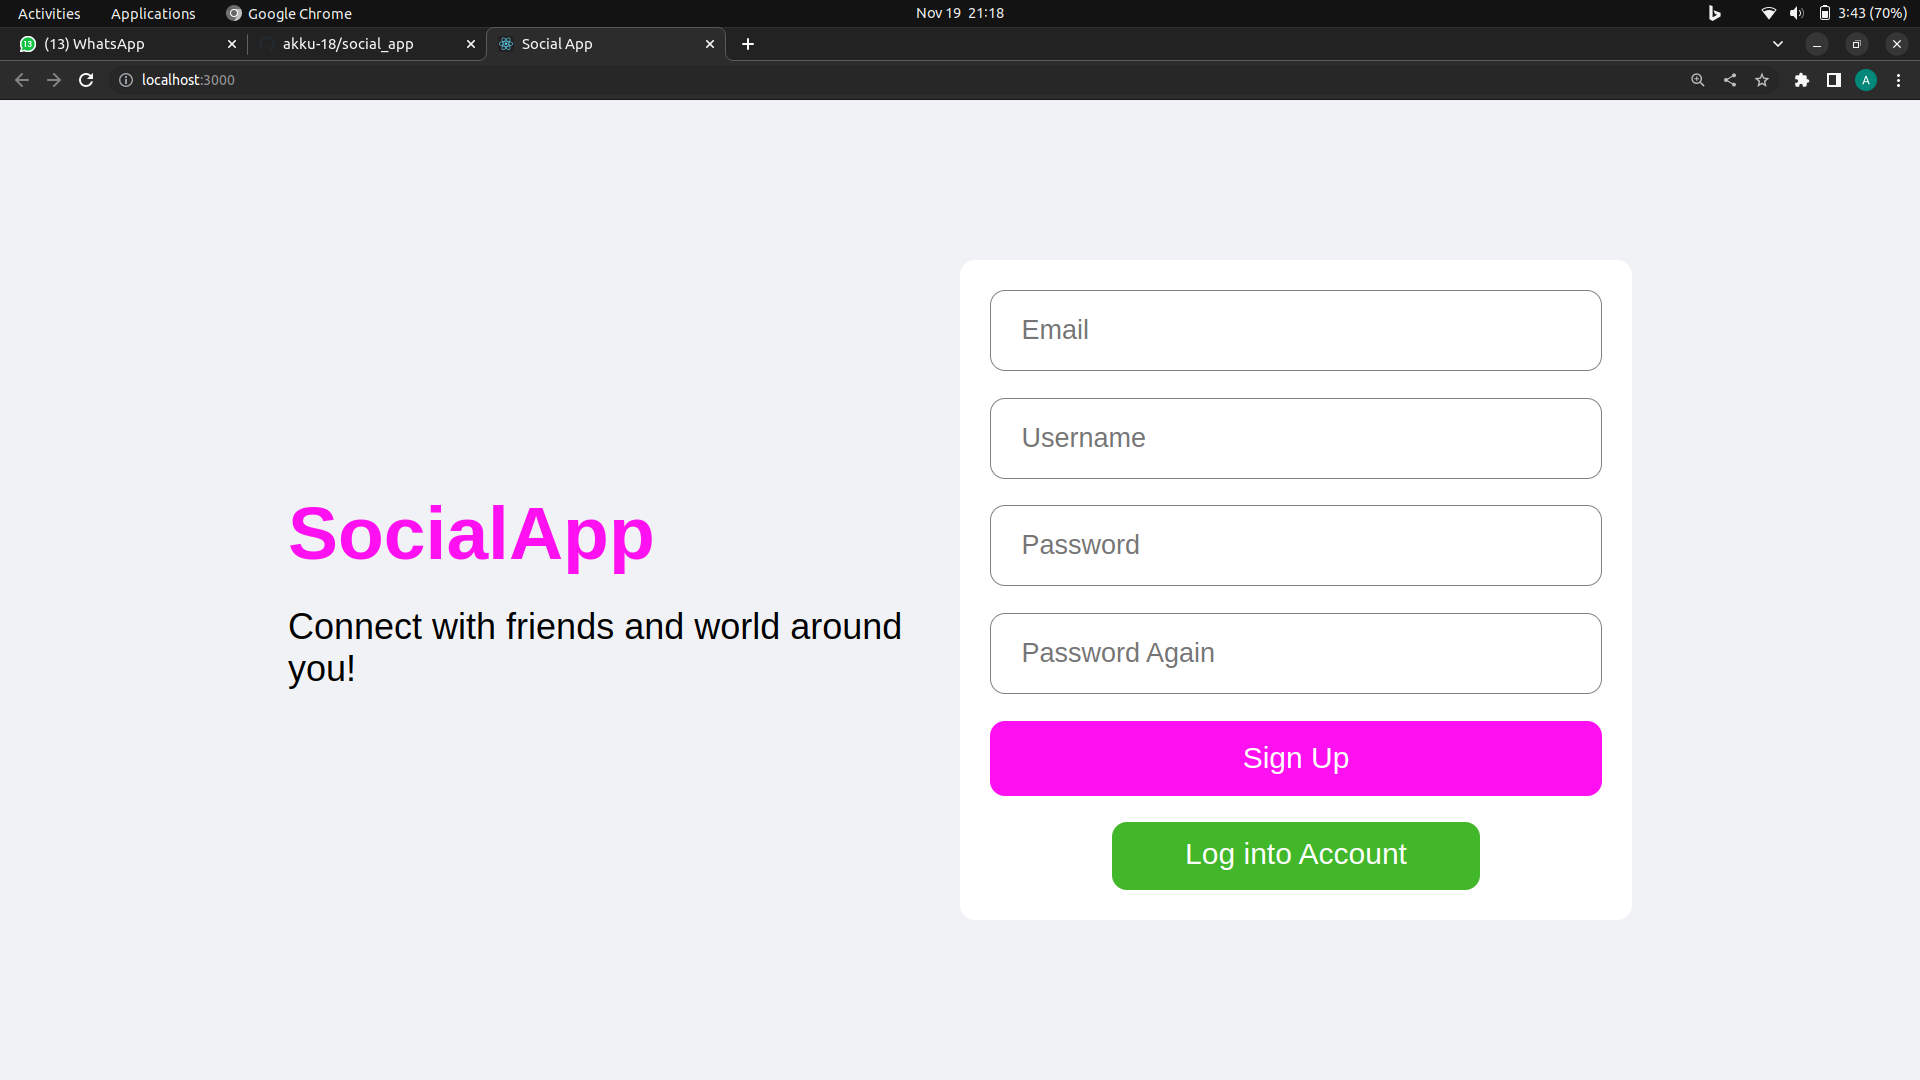 Activities Applications Google Chrome Nov 19 21:18 3:43 (70%)
13 (13) WhatsApp akku-18/social_app Social App
localhost:3000 A
Email
Username
SocialApp
Password
Connect with friends and world around
you!
Password Again
Sign Up
Log into Account